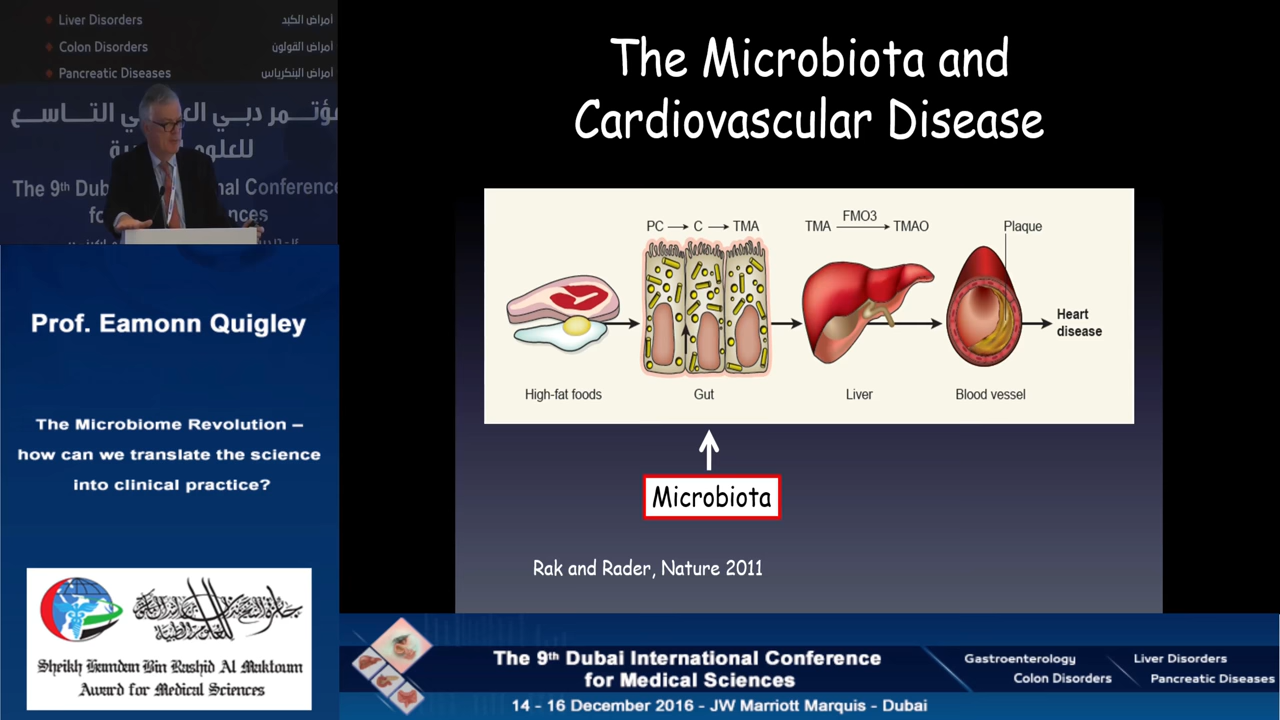 Liver Disorders
أمراض الكبد
Colon Disorders
أمراض القولون
Pancreatic Diseases
أمراض البنكرياس
التاسع
The 9th Dub
nal Conference
Prof. Eamonn Quigley
The Microbiome Revolution –
how can we translate the science
into clinical practice?
Sheikh Hamdan Bin Rashid Al Maktoum
Award for Medical Sciences
The Microbiota and
Cardiovascular Disease
PC → C → TMA
TMA FMO3 → TMAO
Plaque
Heart
disease
High-fat foods
Gut
Liver
Blood vessel
Microbiota
Rak and Rader, Nature 2011
The 9th Dubai International Conference
for Medical Sciences
Gastroenterology
Liver Disorders
Colon Disorders
Pancreatic Diseases
14 - 16 December 2016 - JW Marriott Marquis - Dubai